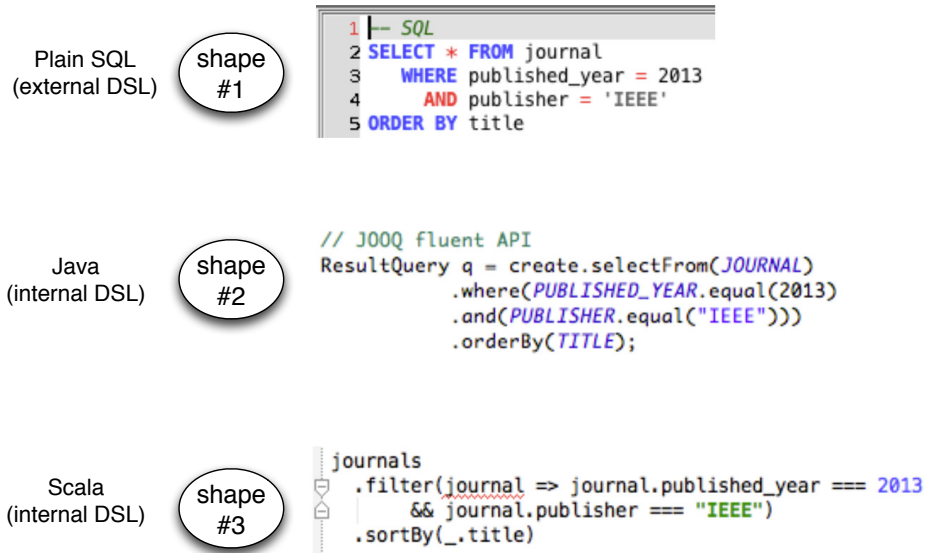 Plain SQL
(external DSL)
shape
#1
1 -- SQL
2 SELECT * FROM journal
3 WHERE published_year = 2013
4 AND publisher = 'IEEE'
5 ORDER BY title
Java
(internal DSL)
shape
#2
// JOOQ fluent API
ResultQuery q = create.selectFrom(JOURNAL)
.where(PUBLISHED_YEAR.equal(2013)
.and(PUBLISHER.equal("IEEE")))
.orderBy(TITLE);
Scala
(internal DSL)
shape
#3
journals
.filter(journal => journal.published_year === 2013
&& journal.publisher === "IEEE")
.sortBy(_.title)